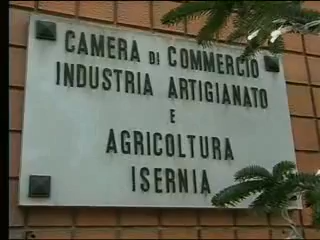 CAMERA DI COMMERCIO
INDUSTRIA ARTIGIANATO
E
AGRICOLTURA
ISERNIA